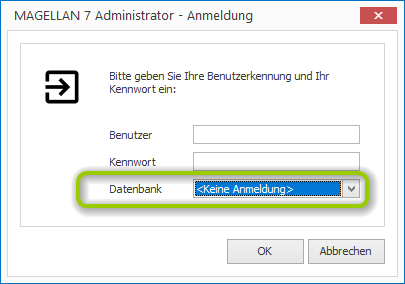 MAGELLAN 7 Administrator - Anmeldung
Bitte geben Sie Ihre Benutzerkennung und Ihr
Kennwort ein:
Benutzer
Kennwort
Datenbank <Keine Anmeldung>
OK Abbrechen